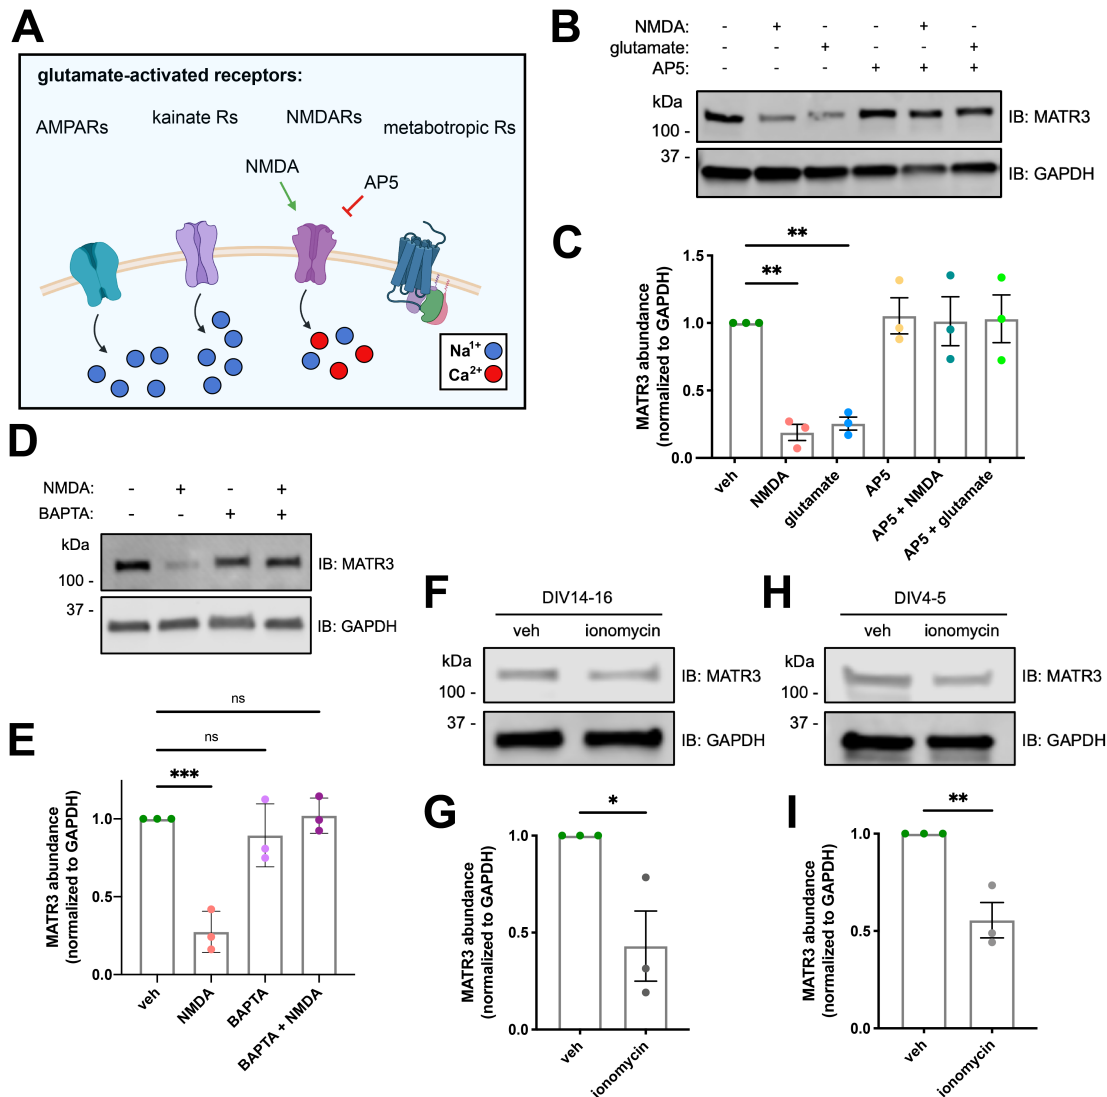 A
glutamate-activated receptors:
AMPARs
kainate Rs
NMDARs
metabotropic Rs
NMDA
AP5
Na1+
Ca2+
B
NMDA: - + - - + -
glutamate: - - + - - +
AP5: - - - + + +
kDa
100 -
IB: MATR3
37 -
IB: GAPDH
C
MATR3 abundance
(normalized to GAPDH)
1.5
1.0
0.5
0.0
**
**
veh
NMDA
glutamate
AP5
AP5 + NMDA
AP5 + glutamate
D
NMDA: - + - +
BAPTA: - - + +
kDa
100 -
IB: MATR3
37 -
IB: GAPDH
E
MATR3 abundance
(normalized to GAPDH)
1.0
0.5
0.0
ns
ns
***
veh
NMDA
BAPTA
BAPTA + NMDA
F
DIV14-16
veh ionomycin
kDa
100 -
IB: MATR3
37 -
IB: GAPDH
G
MATR3 abundance
(normalized to GAPDH)
1.0
0.5
0.0
*
veh
ionomycin
H
DIV4-5
veh ionomycin
kDa
100 -
IB: MATR3
37 -
IB: GAPDH
I
MATR3 abundance
(normalized to GAPDH)
1.0
0.5
0.0
**
veh
ionomycin